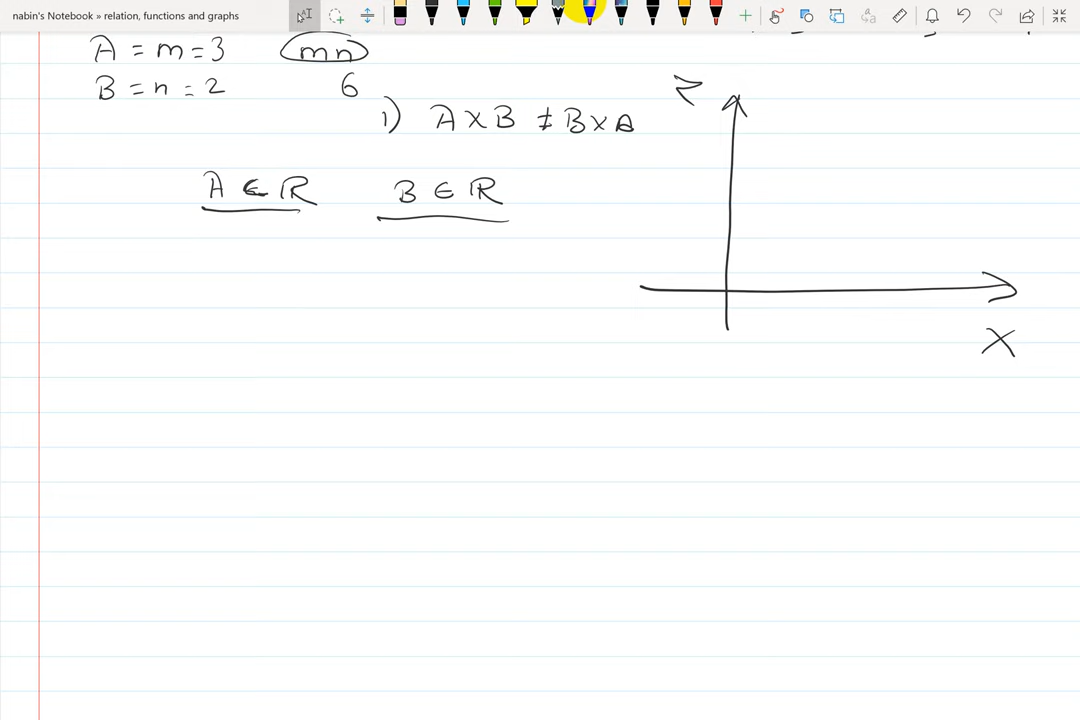 nabin's Notebook » relation, functions and graphs
A = m = 3 mn
B = n = 2 6
1) A × B ≠ B × A
A ∈ ℝ B ∈ ℝ
X